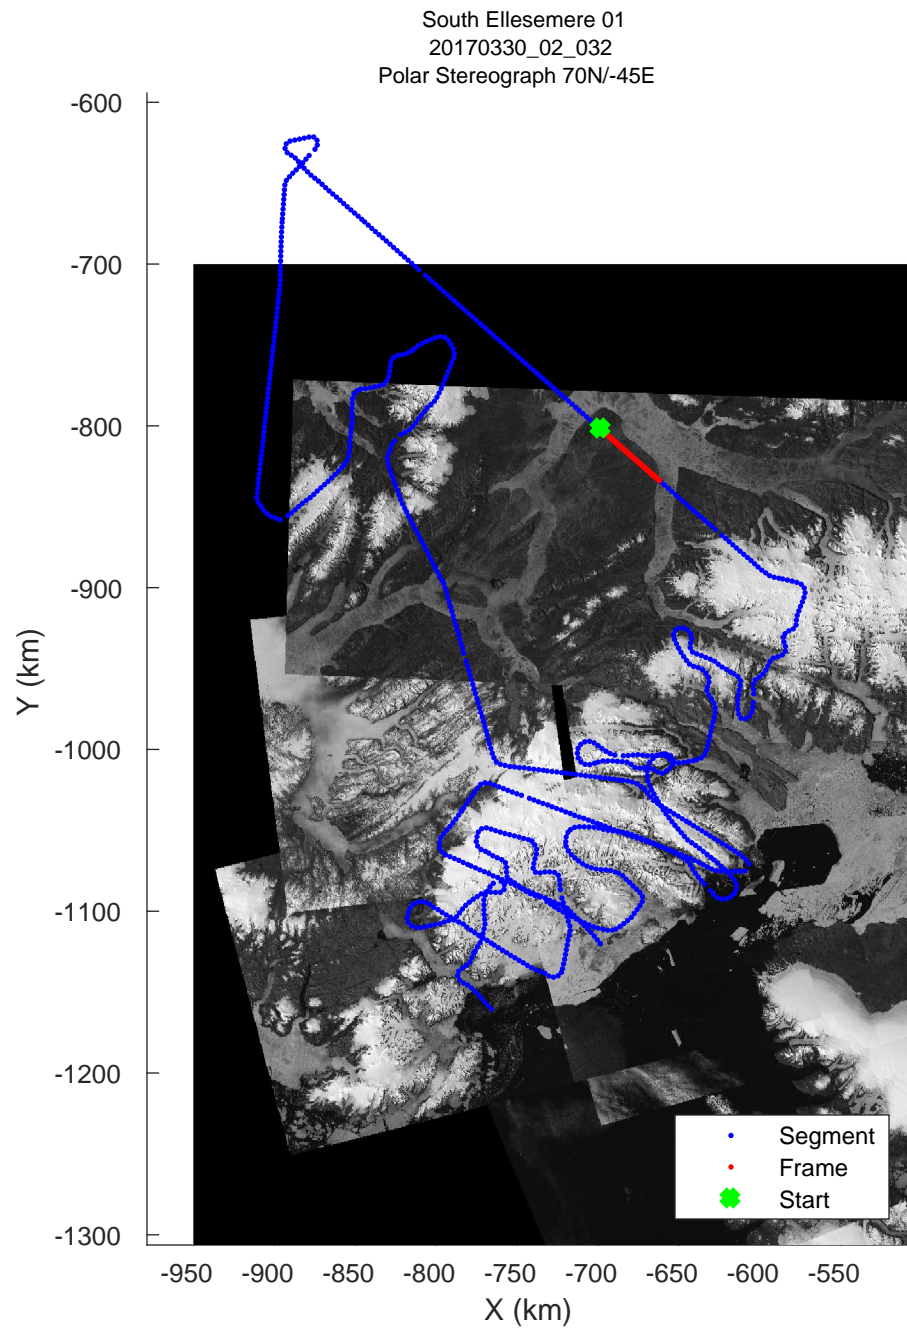 South Ellesemere 01
20170330_02_032
Polar Stereograph 70N/-45E
-600
-700
-800
-900
-1000
-1100
-1200
-1300
Y (km)
Segment
Frame
Start
-950 -900 -850 -800 -750 -700 -650 -600 -550
X (km)